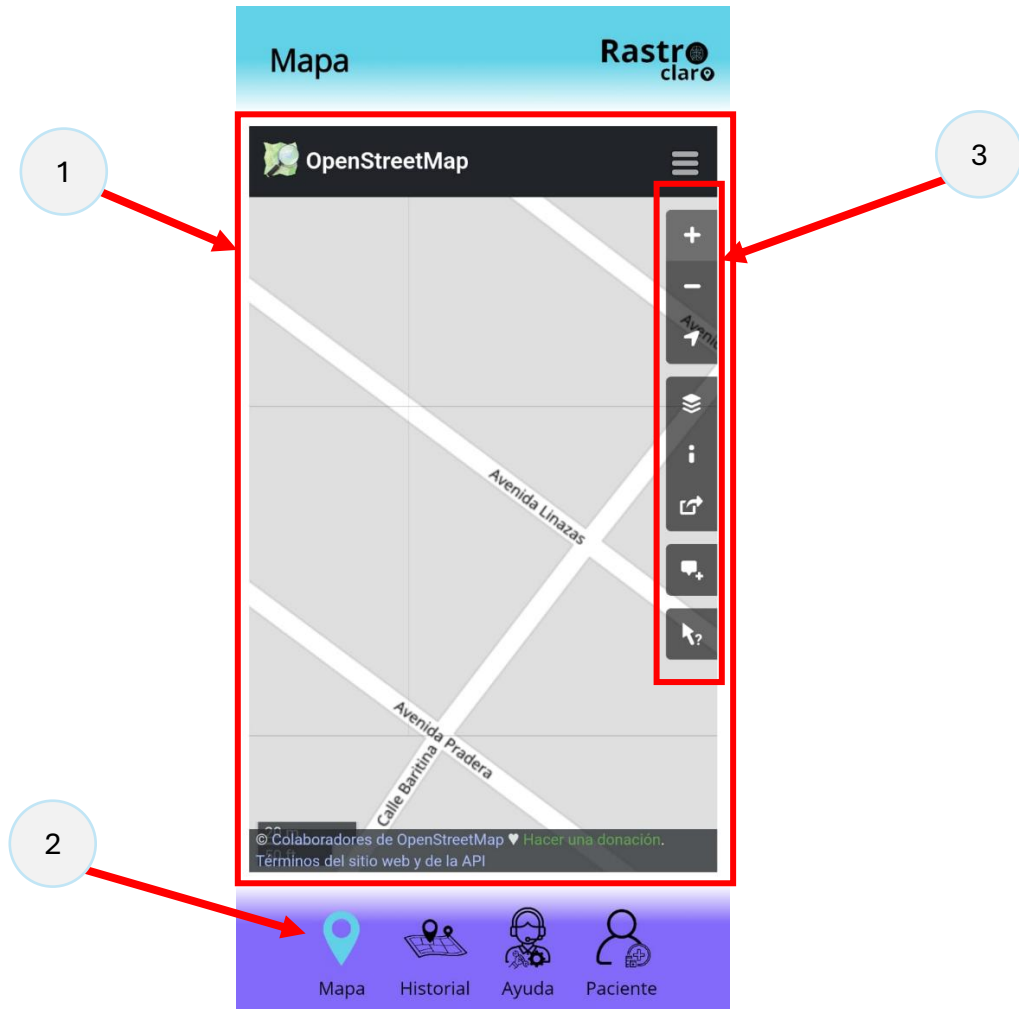 Mapa
Rastro
claro
1
3
OpenStreetMap
Avenida
Avenida Linazas
Avenida Pradera
Calle Baritina
2
© Colaboradores de OpenStreetMap ♥ Hacer una donación.
Términos del sitio web y de la API
Mapa
Historial
Ayuda
Paciente